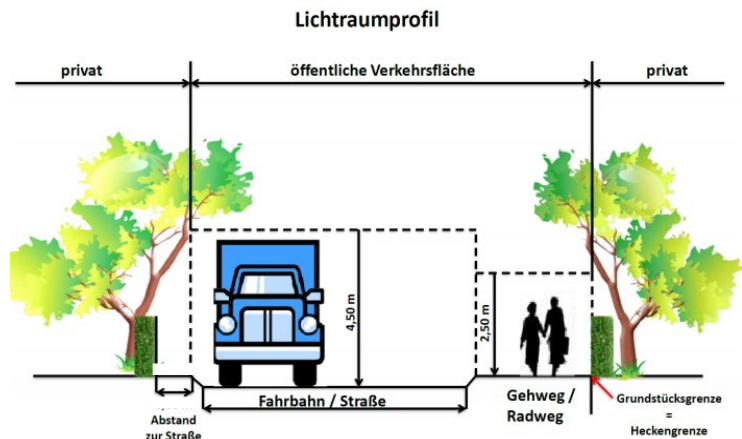 Lichtraumprofil
privat
öffentliche Verkehrsfläche
privat
4,50 m
2,50 m
Fahrbahn / Straße
Gehweg /
Radweg
Abstand
zur Straße
Grundstücksgrenze
=
Heckengrenze